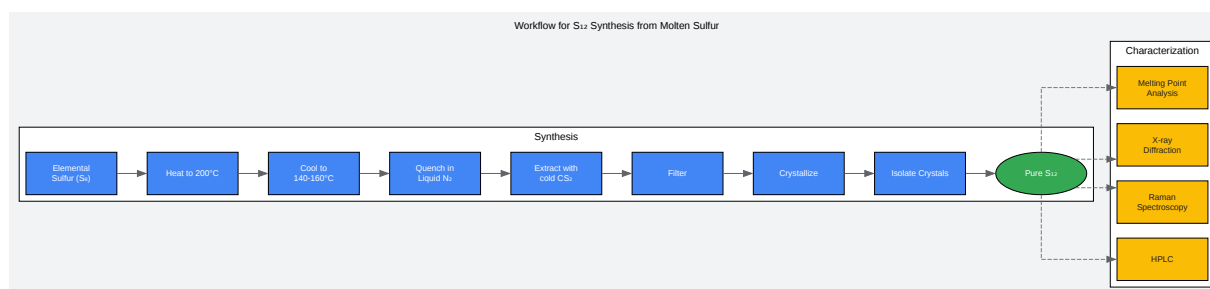 Workflow for S₁₂ Synthesis from Molten Sulfur
Characterization
Melting Point
Analysis
Synthesis
Elemental
Sulfur (S₈)
Heat to 200°C
Cool to
140-160°C
Quench in
Liquid N₂
Extract with
cold CS₂
Filter
Crystallize
Isolate Crystals
Pure S₁₂
X-ray
Diffraction
Raman
Spectroscopy
HPLC